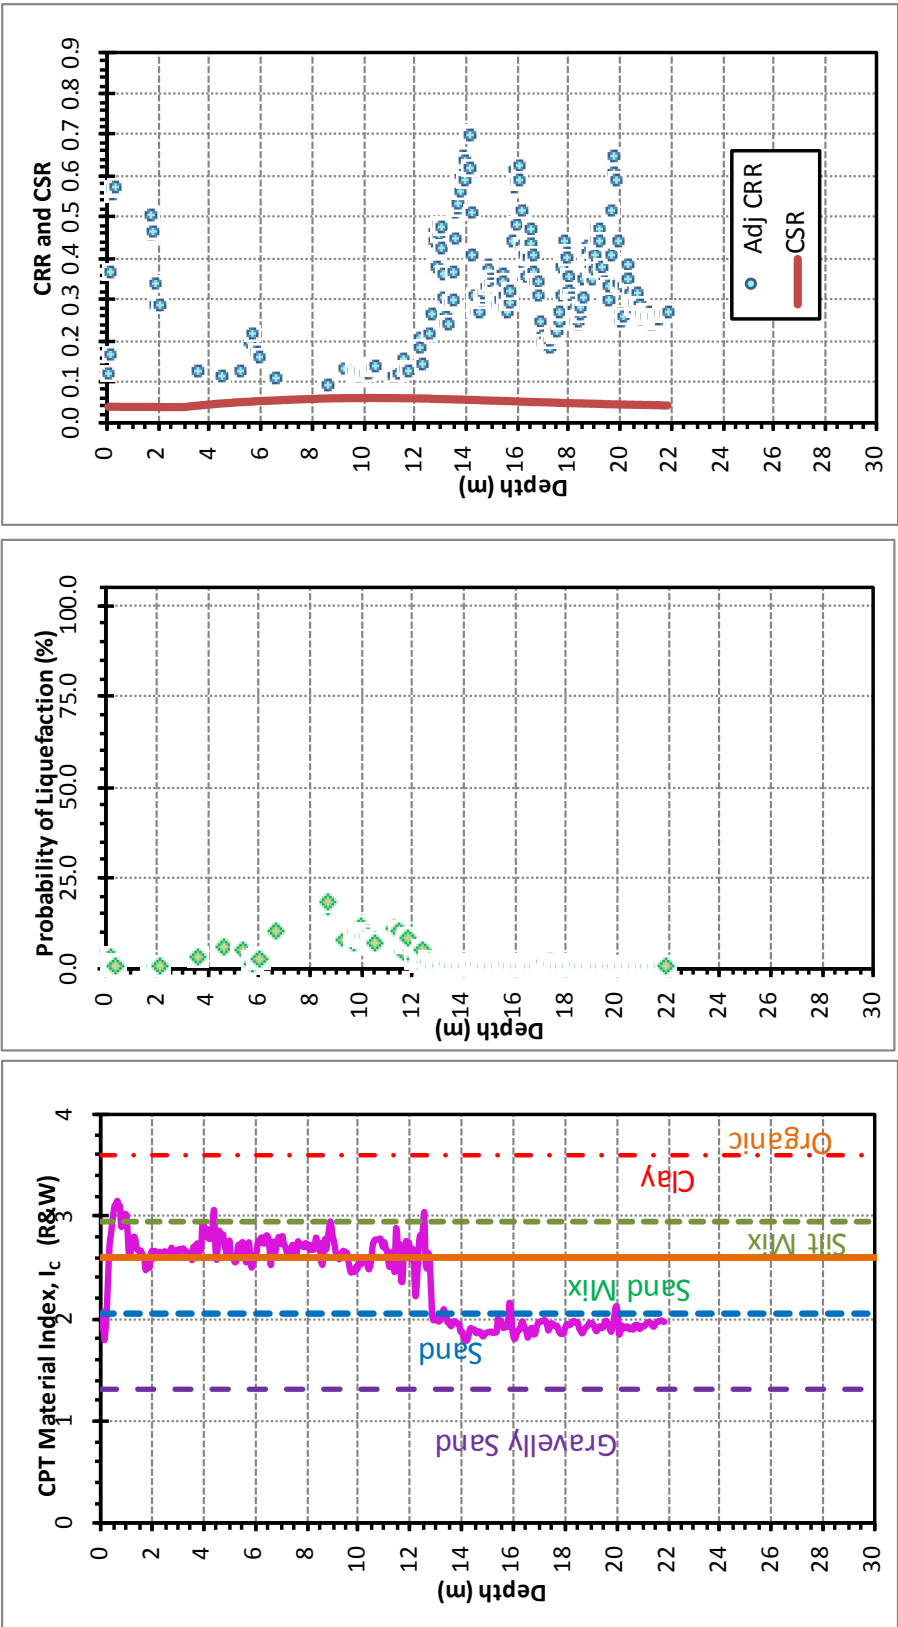 CRR and CSR
0.0 0.1 0.2 0.3 0.4 0.5 0.6 0.7 0.8 0.9
0
2
4
6
8
10
12
14
16
18
20
22
24
26
28
30
Depth (m)
Adj CRR
CSR
Probability of Liquefaction (%)
0.0 25.0 50.0 75.0 100.0
0
2
4
6
8
10
12
14
16
18
20
22
24
26
28
30
Depth (m)
CPT Material Index, IC (R&W)
0 1 2 3 4
0
2
4
6
8
10
12
14
16
18
20
22
24
26
28
30
Depth (m)
Gravelly Sand
Sand
Sand Mix
Silt Mix
Clay
Organic